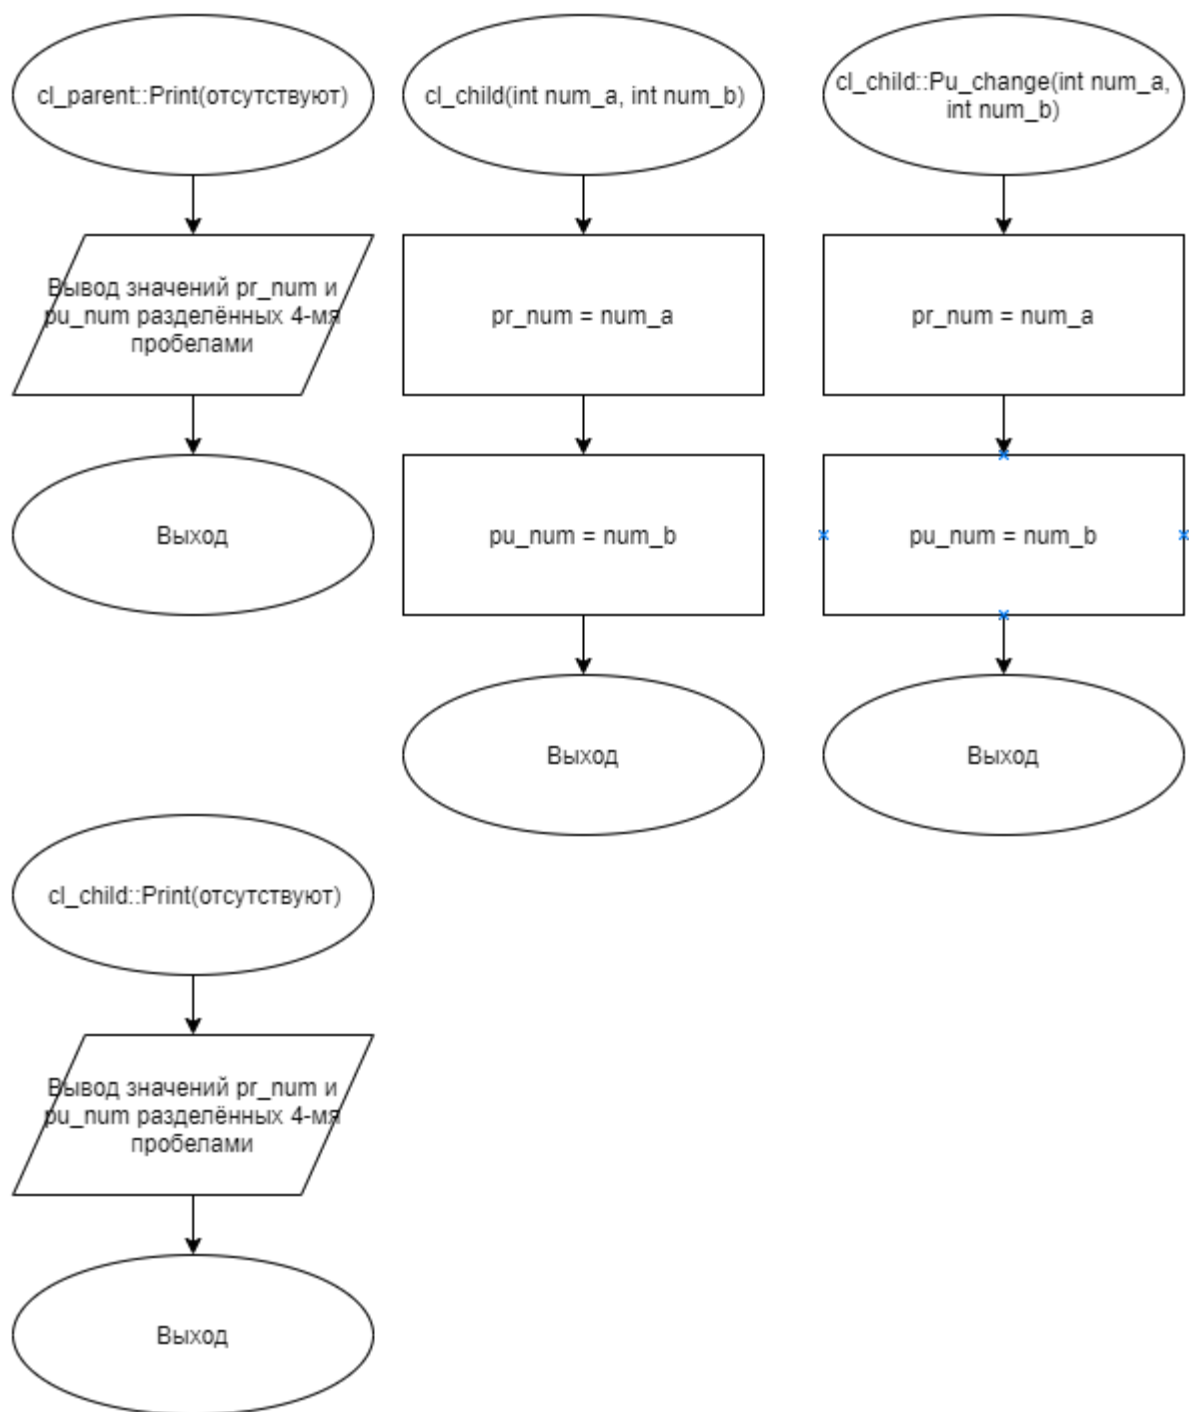 cl_parent::Print(отсутствуют)
Вывод значений pr_num и
pu_num разделённых 4-мя
пробелами
Выход
cl_child(int num_a, int num_b)
pr_num = num_a
pu_num = num_b
Выход
cl_child::Pu_change(int num_a,
int num_b)
pr_num = num_a
pu_num = num_b
Выход
cl_child::Print(отсутствуют)
Вывод значений pr_num и
pu_num разделённых 4-мя
пробелами
Выход